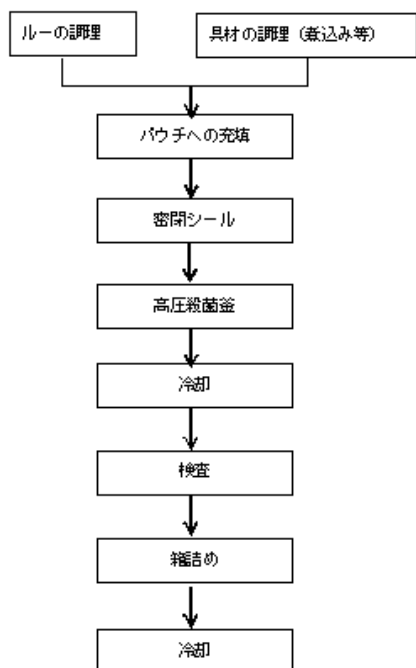 ルーの調理
具材の調理（煮込み等）
パウチへの充填
密閉シール
高圧殺菌釜
冷却
検査
箱詰め
冷却